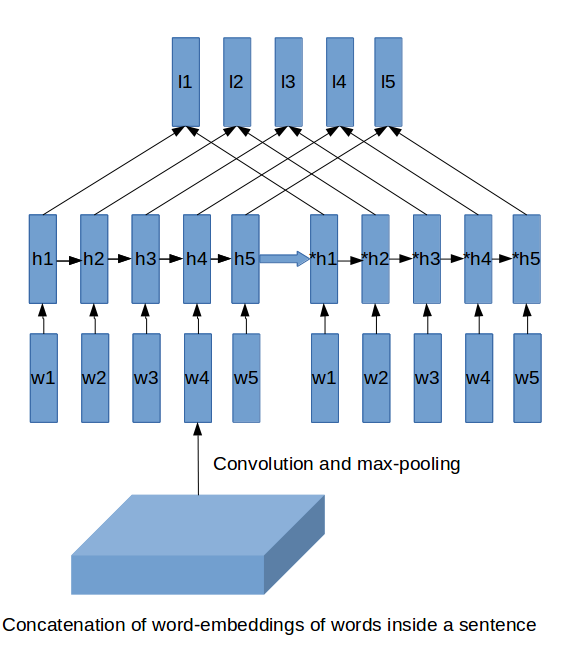 l1 l2 l3 l4 l5
h1 h2 h3 h4 h5 *h1 *h2 *h3 *h4 *h5
w1 w2 w3 w4 w5 w1 w2 w3 w4 w5
Convolution and max-pooling
Concatenation of word-embeddings of words inside a sentence